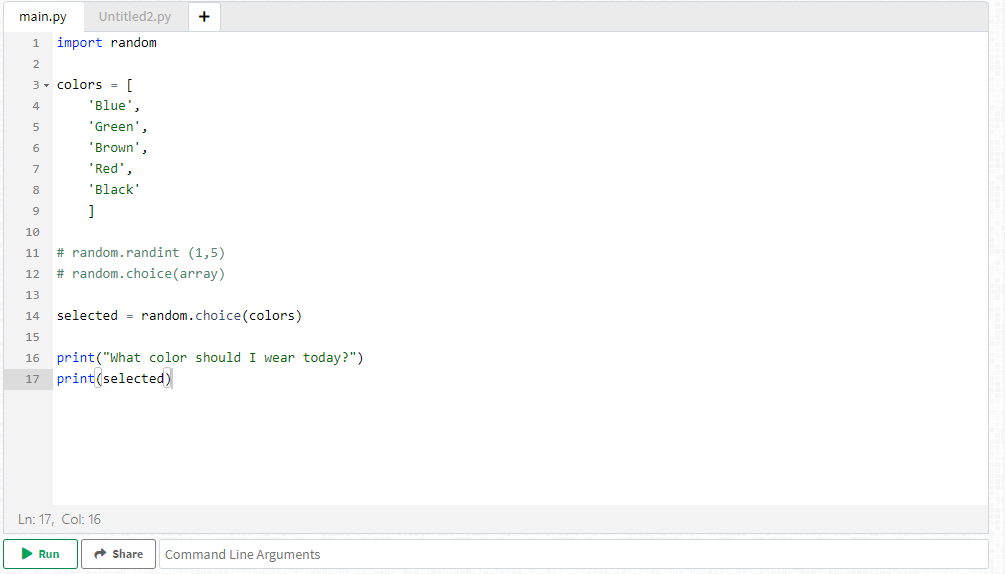 main.py Untitled2.py +
1 import random
2
3 colors = [
4 'Blue',
5 'Green',
6 'Brown',
7 'Red',
8 'Black'
9 ]
10
11 # random.randint (1,5)
12 # random.choice(array)
13
14 selected = random.choice(colors)
15
16 print("What color should I wear today?")
17 print(selected)
Ln: 17, Col: 16
Run Share Command Line Arguments